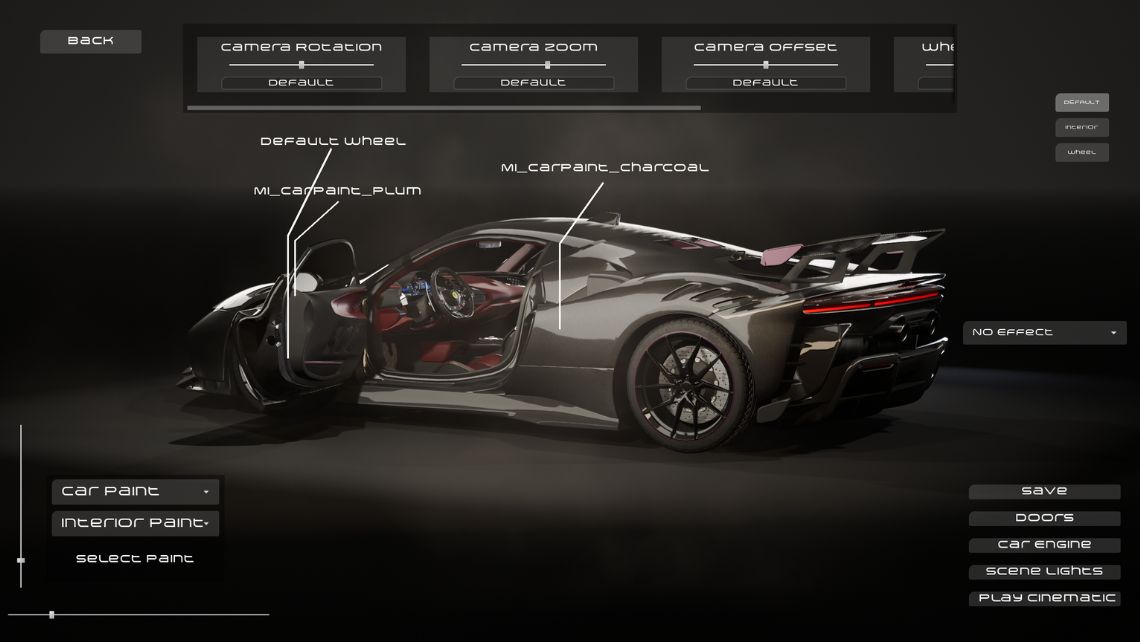 BACK
CAMERA ROTATION
CAMERA ZOOM
CAMERA OFFSET
WHE
DEFAULT
DEFAULT
DEFAULT
DEFAULT
INTERIOR
WHEEL
DEFAULT WHEEL
MI_CARPAINT_CHARCOAL
MI_CARPAINT_PLUM
NO EFFECT
CAR PAINT
INTERIOR PAINT
SELECT PAINT
SAVE
DOORS
CAR ENGINE
SCENE LIGHTS
PLAY CINEMATIC